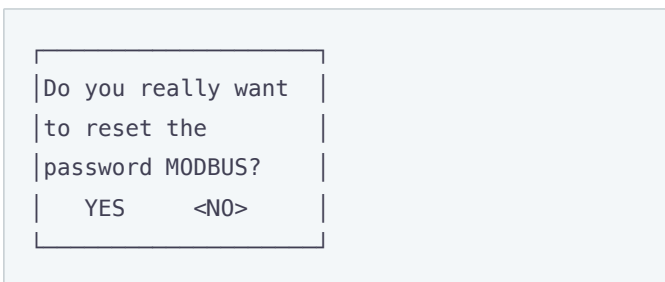 Do you really want
to reset the
password MODBUS?
YES <NO>